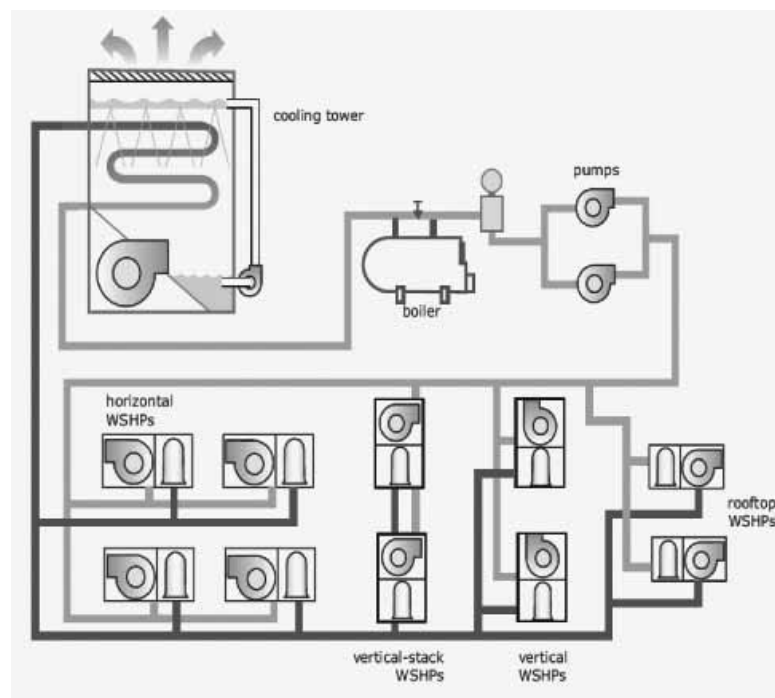 cooling tower
pumps
boiler
horizontal
WSHPs
rooftop
WSHPs
vertical-stack
WSHPs
vertical
WSHPs